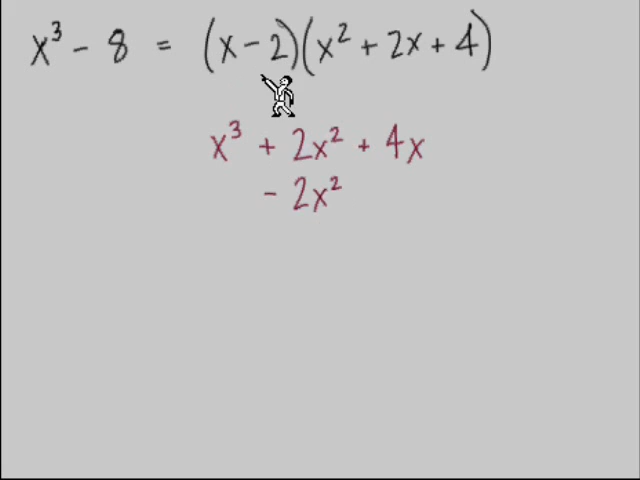 x³ - 8 = (x - 2)(x² + 2x + 4)
x³ + 2x² + 4x
- 2x²